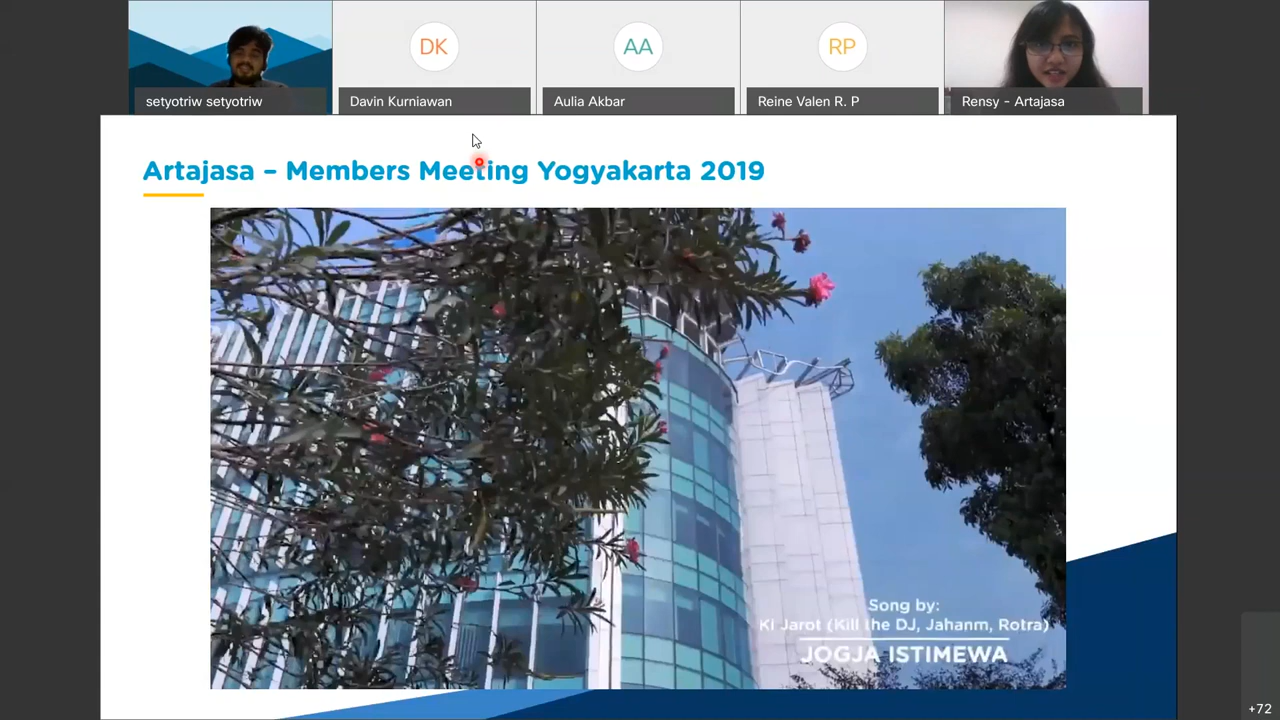 DK
AA
RP
setyotriw setyotriw
Davin Kurniawan
Aulia Akbar
Reine Valen R. P
Rensy - Artajasa
Artajasa – Members Meeting Yogyakarta 2019
Song by:
Ki Jarot (Kill the DJ, Jahanm, Rotra)
JOGJA ISTIMEWA
+72